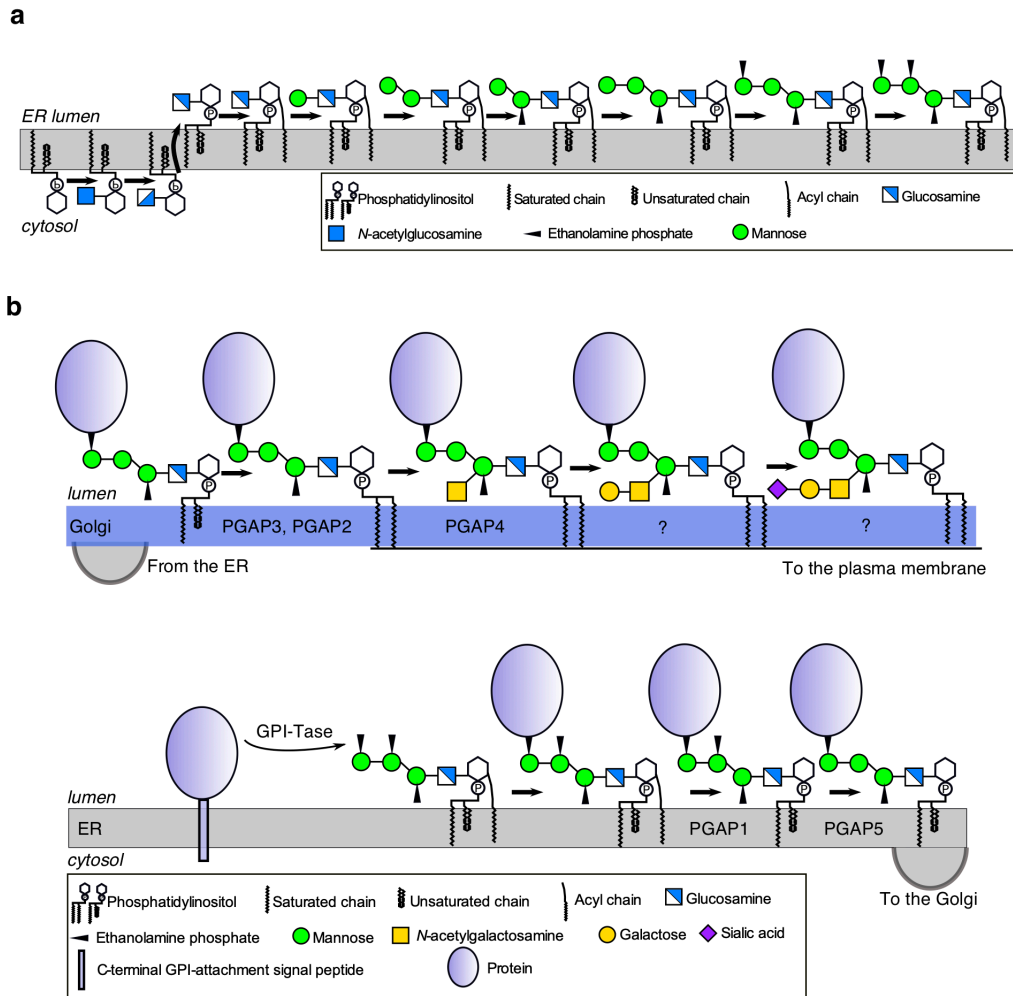 a
P P P P P P P P
ER lumen
P P P
cytosol
Phosphatidylinositol Saturated chain Unsaturated chain Acyl chain Glucosamine
N-acetylglucosamine Ethanolamine phosphate Mannose
b
P P P P P
lumen
Golgi PGAP3, PGAP2 PGAP4 ? ?
From the ER To the plasma membrane
GPI-Tase
P P P P
lumen
ER PGAP1 PGAP5
cytosol
To the Golgi
Phosphatidylinositol Saturated chain Unsaturated chain Acyl chain Glucosamine
Ethanolamine phosphate Mannose N-acetylgalactosamine Galactose Sialic acid
C-terminal GPI-attachment signal peptide Protein